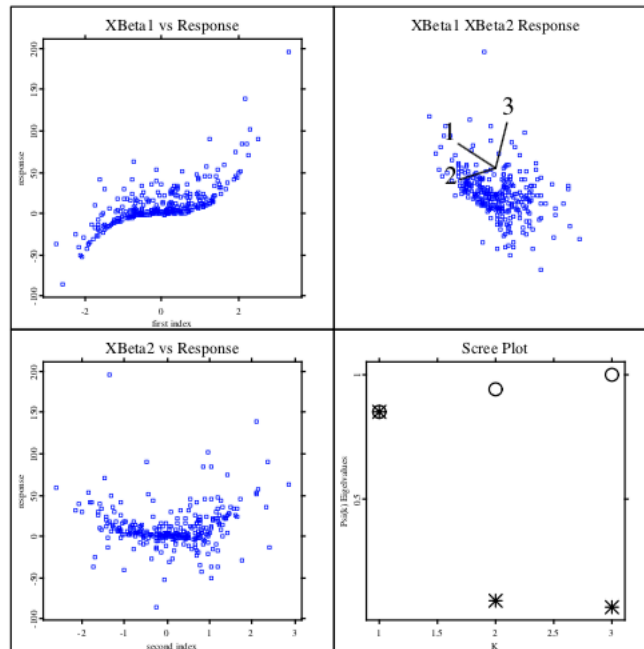 XBeta1 vs Response
response
-100 -50 0 50 100 150 200
-2 0 2
first index
XBeta1 XBeta2 Response
1
2
3
XBeta2 vs Response
response
-100 -50 0 50 100 150 200
-2 -1 0 1 2 3
second index
Scree Plot
Psi(k) Eigelvalues
0.5 1
1 1.5 2 2.5 3
K